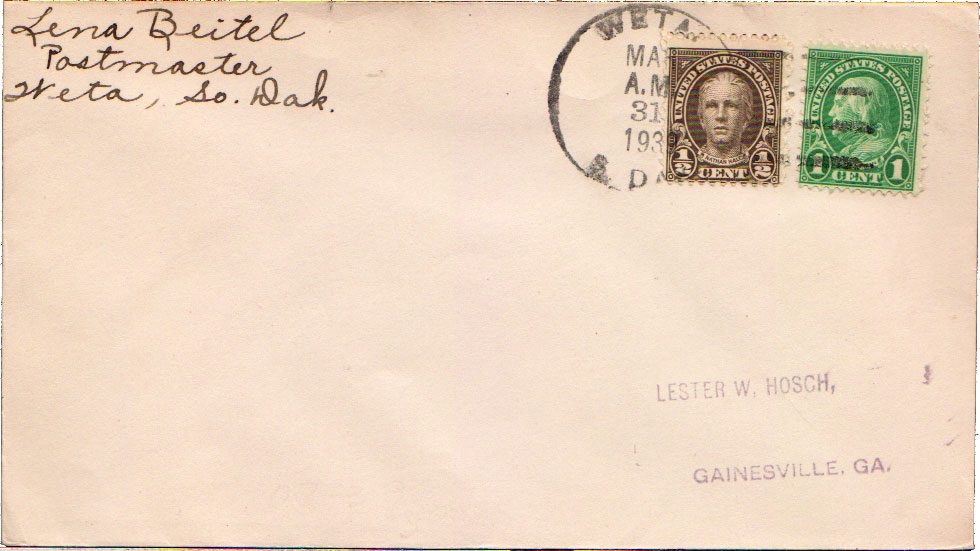 Lena Beitel
Postmaster
Weta, So. Dak.
WETA
MA
A.M
31
193
S. DA
UNITED STATES POSTAGE
NATHAN HALE
1/2 CENT 1/2
UNITED STATES POSTAGE
1 CENT 1
LESTER W. HOSCH,
GAINESVILLE, GA.